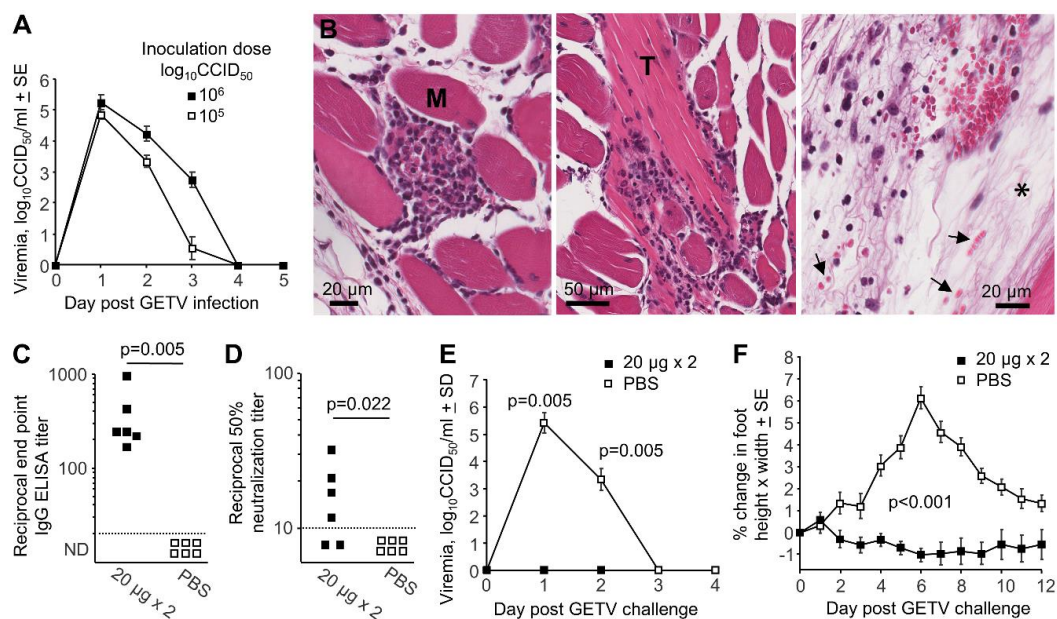 A
Inoculation dose
log10CCID50
■ 10⁶
□ 10⁵
Viremia, log10CCID50/ml ± SE
6
5
4
3
2
1
0
0 1 2 3 4 5
Day post GETV infection
B
M
20 µm
T
50 µm
*
20 µm
C
p=0.005
Reciprocal end point
IgG ELISA titer
1000
100
ND
20 µg x 2
PBS
D
p=0.022
Reciprocal 50%
neutralization titer
100
10
20 µg x 2
PBS
E
■ 20 µg x 2
□ PBS
Viremia, log10CCID50/ml ± SD
7
6
5
4
3
2
1
0
p=0.005
p=0.005
0 1 2 3 4
Day post GETV challenge
F
■ 20 µg x 2
□ PBS
% change in foot
height x width ± SE
8
7
6
5
4
3
2
1
0
-1
p<0.001
0 2 4 6 8 10 12
Day post GETV challenge